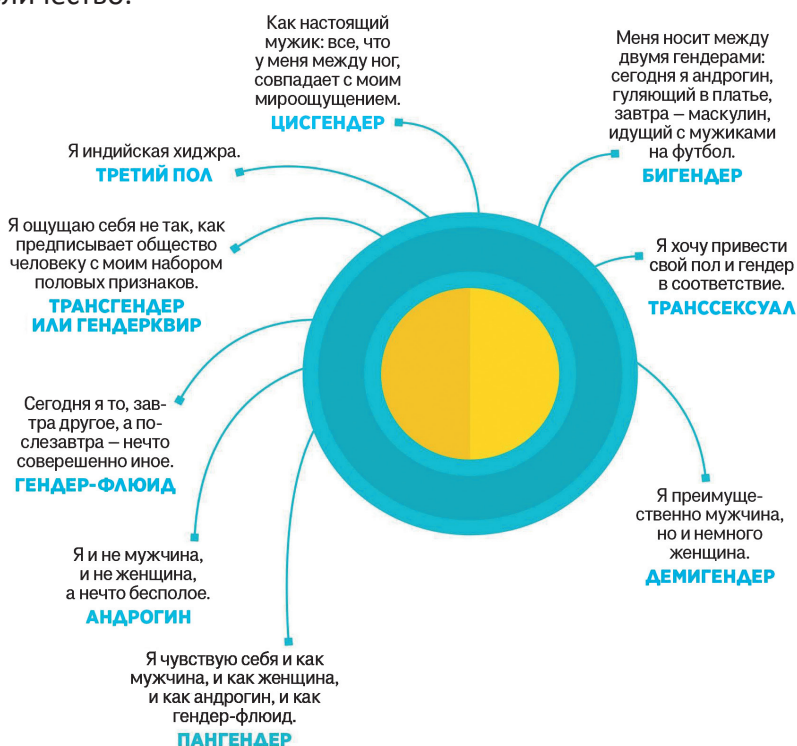 личество.
Как настоящий
мужик: все, что
у меня между ног,
совпадает с моим
мироощущением.
ЦИСГЕНДЕР
Меня носит между
двумя гендерами:
сегодня я андрогин,
гуляющий в платье,
завтра – маскулин,
идущий с мужиками
на футбол.
БИГЕНДЕР
Я индийская хиджра.
ТРЕТИЙ ПОЛ
Я ощущаю себя не так, как
предписывает общество
человеку с моим набором
половых признаков.
ТРАНСГЕНДЕР
ИЛИ ГЕНДЕРКВИР
Я хочу привести
свой пол и гендер
в соответствие.
ТРАНССЕКСУАЛ
Сегодня я то, зав-
тра другое, а по-
слезавтра – нечто
соверешенно иное.
ГЕНДЕР-ФЛЮИД
Я преимуще-
ственно мужчина,
но и немного
женщина.
ДЕМИГЕНДЕР
Я и не мужчина,
и не женщина,
а нечто бесполое.
АНДРОГИН
Я чувствую себя и как
мужчина, и как женщина,
и как андрогин, и как
гендер-флюид.
ПАНГЕНДЕР